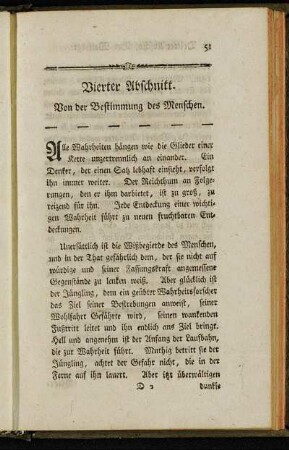 51
Vierter Abschnitt.
Von der Bestimmung des Menschen.
Alle Wahrheiten hängen wie die Glieder einer
Kette unzertrennlich an einander. Ein
Denker, der einen Satz lebhaft einsieht, verfolgt
ihn immer weiter. Der Reichthum an Folge-
rungen, den er ihm darbietet, ist zu groß, zu
reizend für ihn. Jede Entdeckung einer wichti-
gen Wahrheit führt zu neuen fruchtbaren Ent-
deckungen.
Unersättlich ist die Wißbegierde des Menschen,
und in der That gefährlich dem, der sie nicht auf
würdige und seiner Fassungskraft angemessene
Gegenstände zu lenken weiß. Aber glücklich ist
der Jüngling, dem ein geübter Wahrheitsforscher
das Ziel seiner Bestrebungen anweist, seiner
Wohlfahrt Gefährte wird, seinen wankenden
Fußtritt leitet und ihn endlich ans Ziel bringt.
Hell und angenehm ist der Anfang der Laufbahn,
die zur Wahrheit führt. Muthig betritt sie der
Jüngling, achtet der Gefahr nicht, die in der
Ferne auf ihn lauert. Aber itzt überwältigen
D 2 dunkle